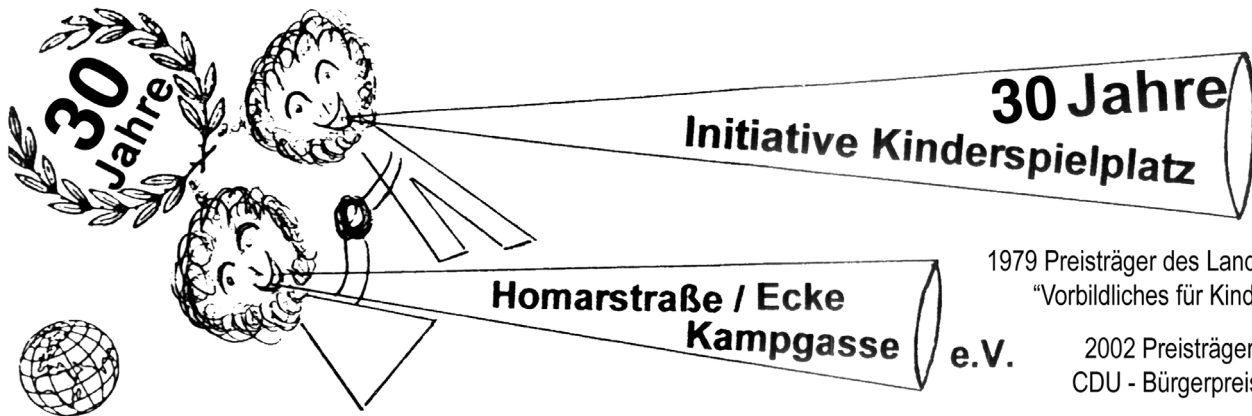 30
Jahre
30 Jahre
Initiative Kinderspielplatz
Homarstraße / Ecke
Kampgasse e.V.
1979 Preisträger des Land
“Vorbildliches für Kind
2002 Preisträger
CDU - Bürgerpreis